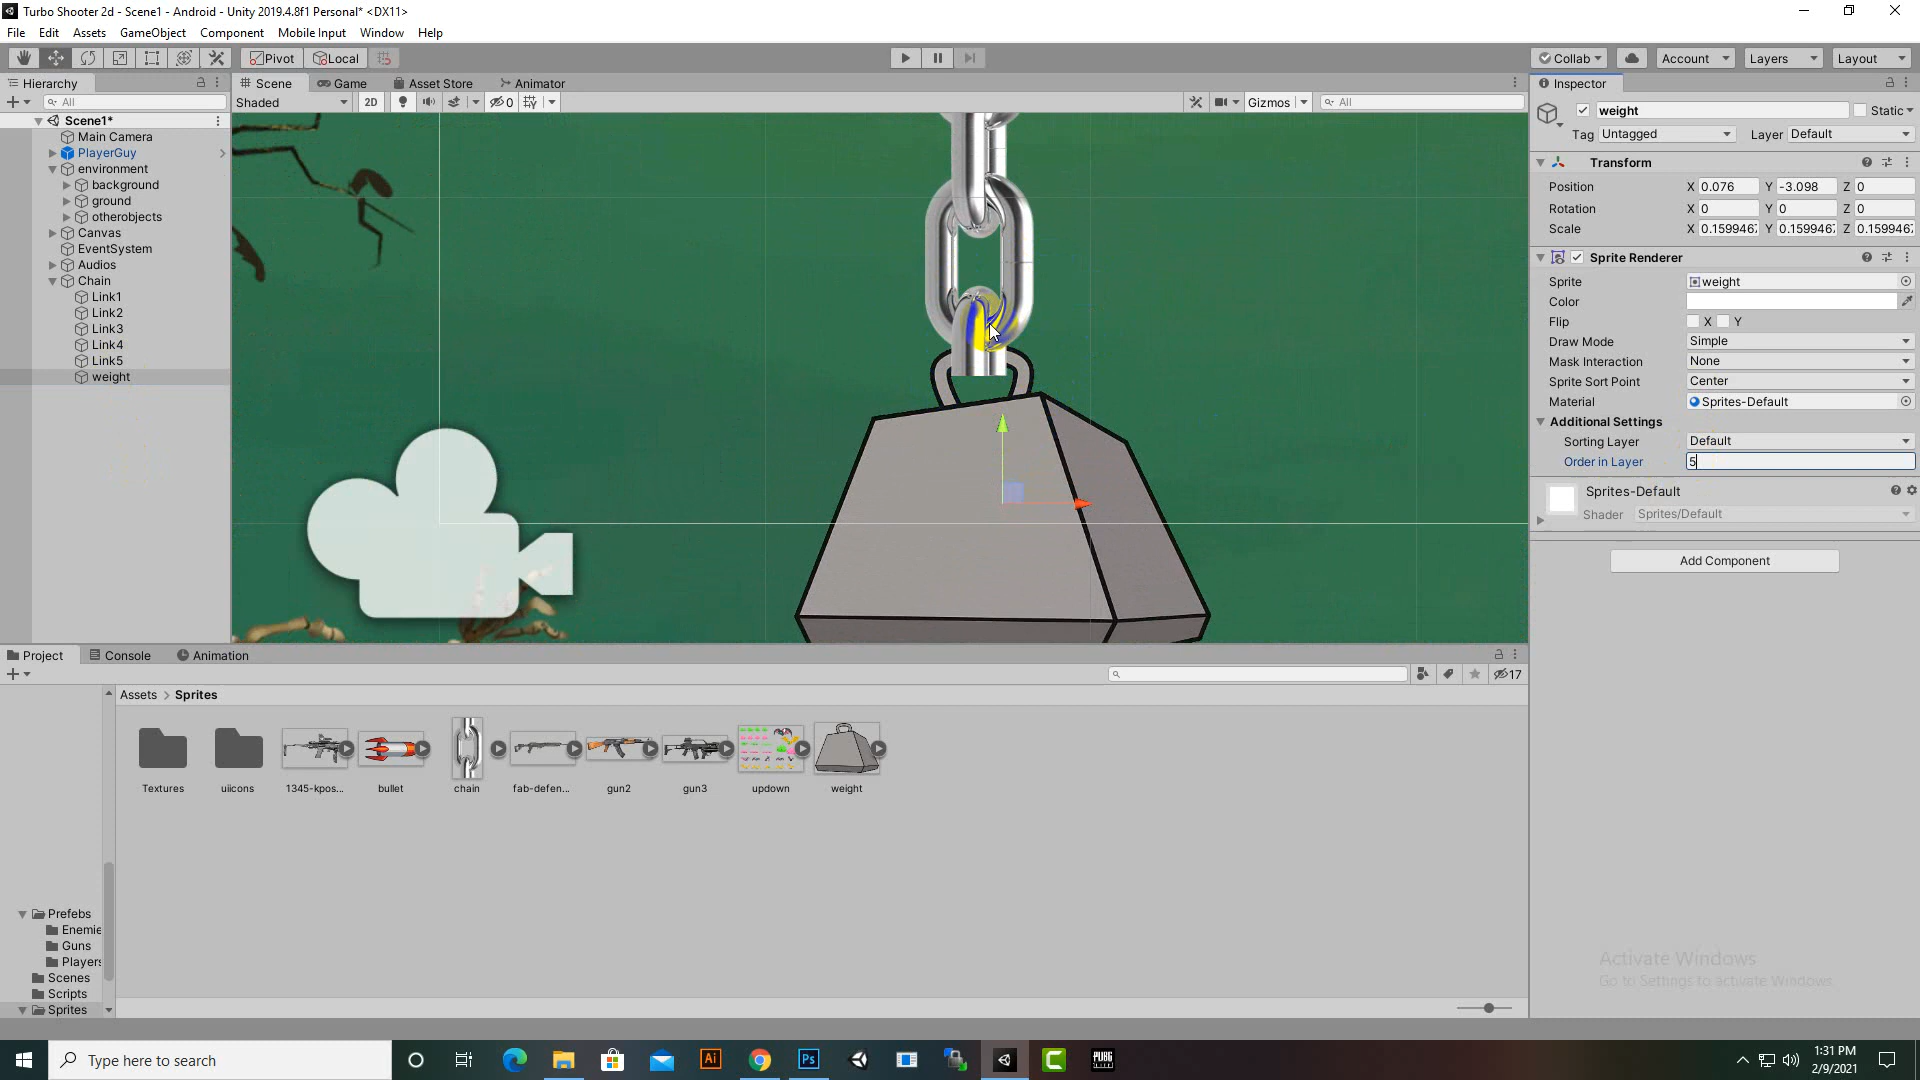 Turbo Shooter 2d - Scene1 - Android - Unity 2019.4.8f1 Personal* <DX11>
File Edit Assets GameObject Component Mobile Input Window Help
Pivot Local Collab Account Layers Layout
Hierarchy Scene Game Asset Store Animator Inspector
All Shaded 2D 0 Gizmos All
weight Static
Tag Untagged Layer Default
Scene1*
Main Camera
PlayerGuy
environment
background
ground
otherobjects
Canvas
EventSystem
Audios
Chain
Link1
Link2
Link3
Link4
Link5
weight
Transform
Position X 0.076 Y -3.098 Z 0
Rotation X 0 Y 0 Z 0
Scale X 0.159946 Y 0.159946 Z 0.159946
Sprite Renderer
Sprite weight
Color
Flip X Y
Draw Mode Simple
Mask Interaction None
Sprite Sort Point Center
Material Sprites-Default
Additional Settings
Sorting Layer Default
Order in Layer 5
Sprites-Default
Shader Sprites/Default
Add Component
Project Console Animation
17
Assets > Sprites
Textures uiicons 1345-kpos... bullet chain fab-defen... gun2 gun3 updown weight
Prefebs
Enemie
Guns
Players
Scenes
Scripts
Sprites
Activate Windows
Go to Settings to activate Windows.
Type here to search
Ai Ps PUBG
1:31 PM
2/9/2021